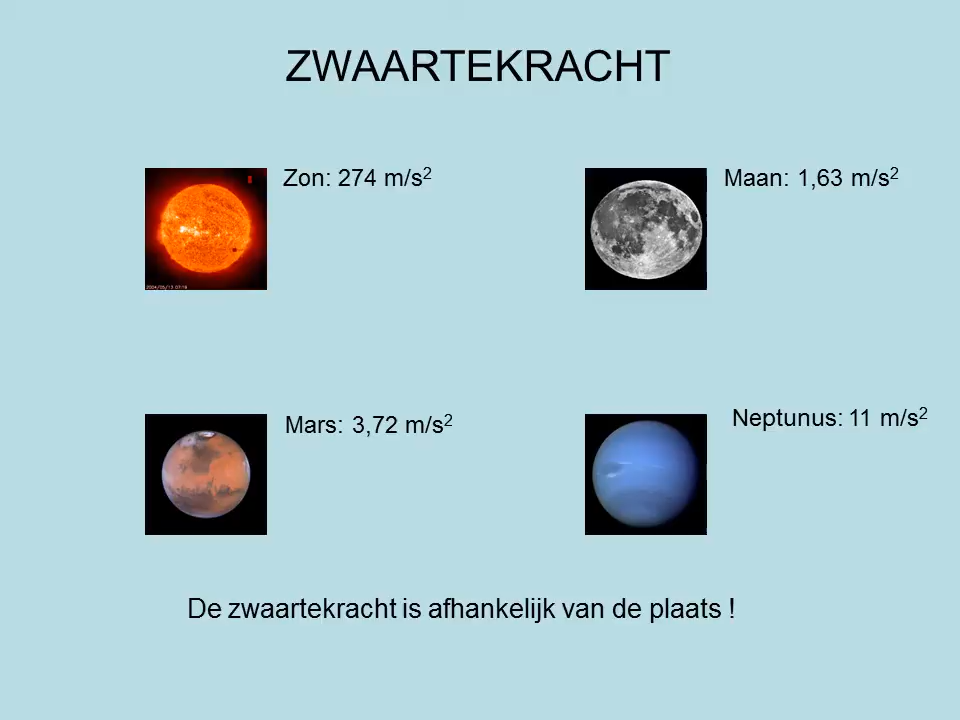 ZWAARTEKRACHT
Zon: 274 m/s²
Maan: 1,63 m/s²
Mars: 3,72 m/s²
Neptunus: 11 m/s²
De zwaartekracht is afhankelijk van de plaats !